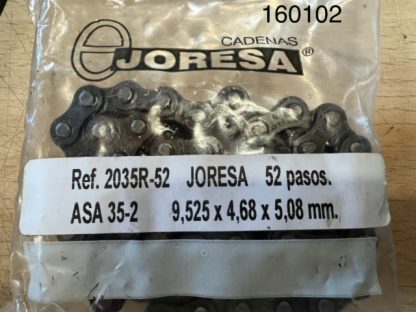 160102
CADENAS
JORESA®
Ref. 2035R-52 JORESA 52 pasos.
ASA 35-2 9,525 x 4,68 x 5,08 mm.